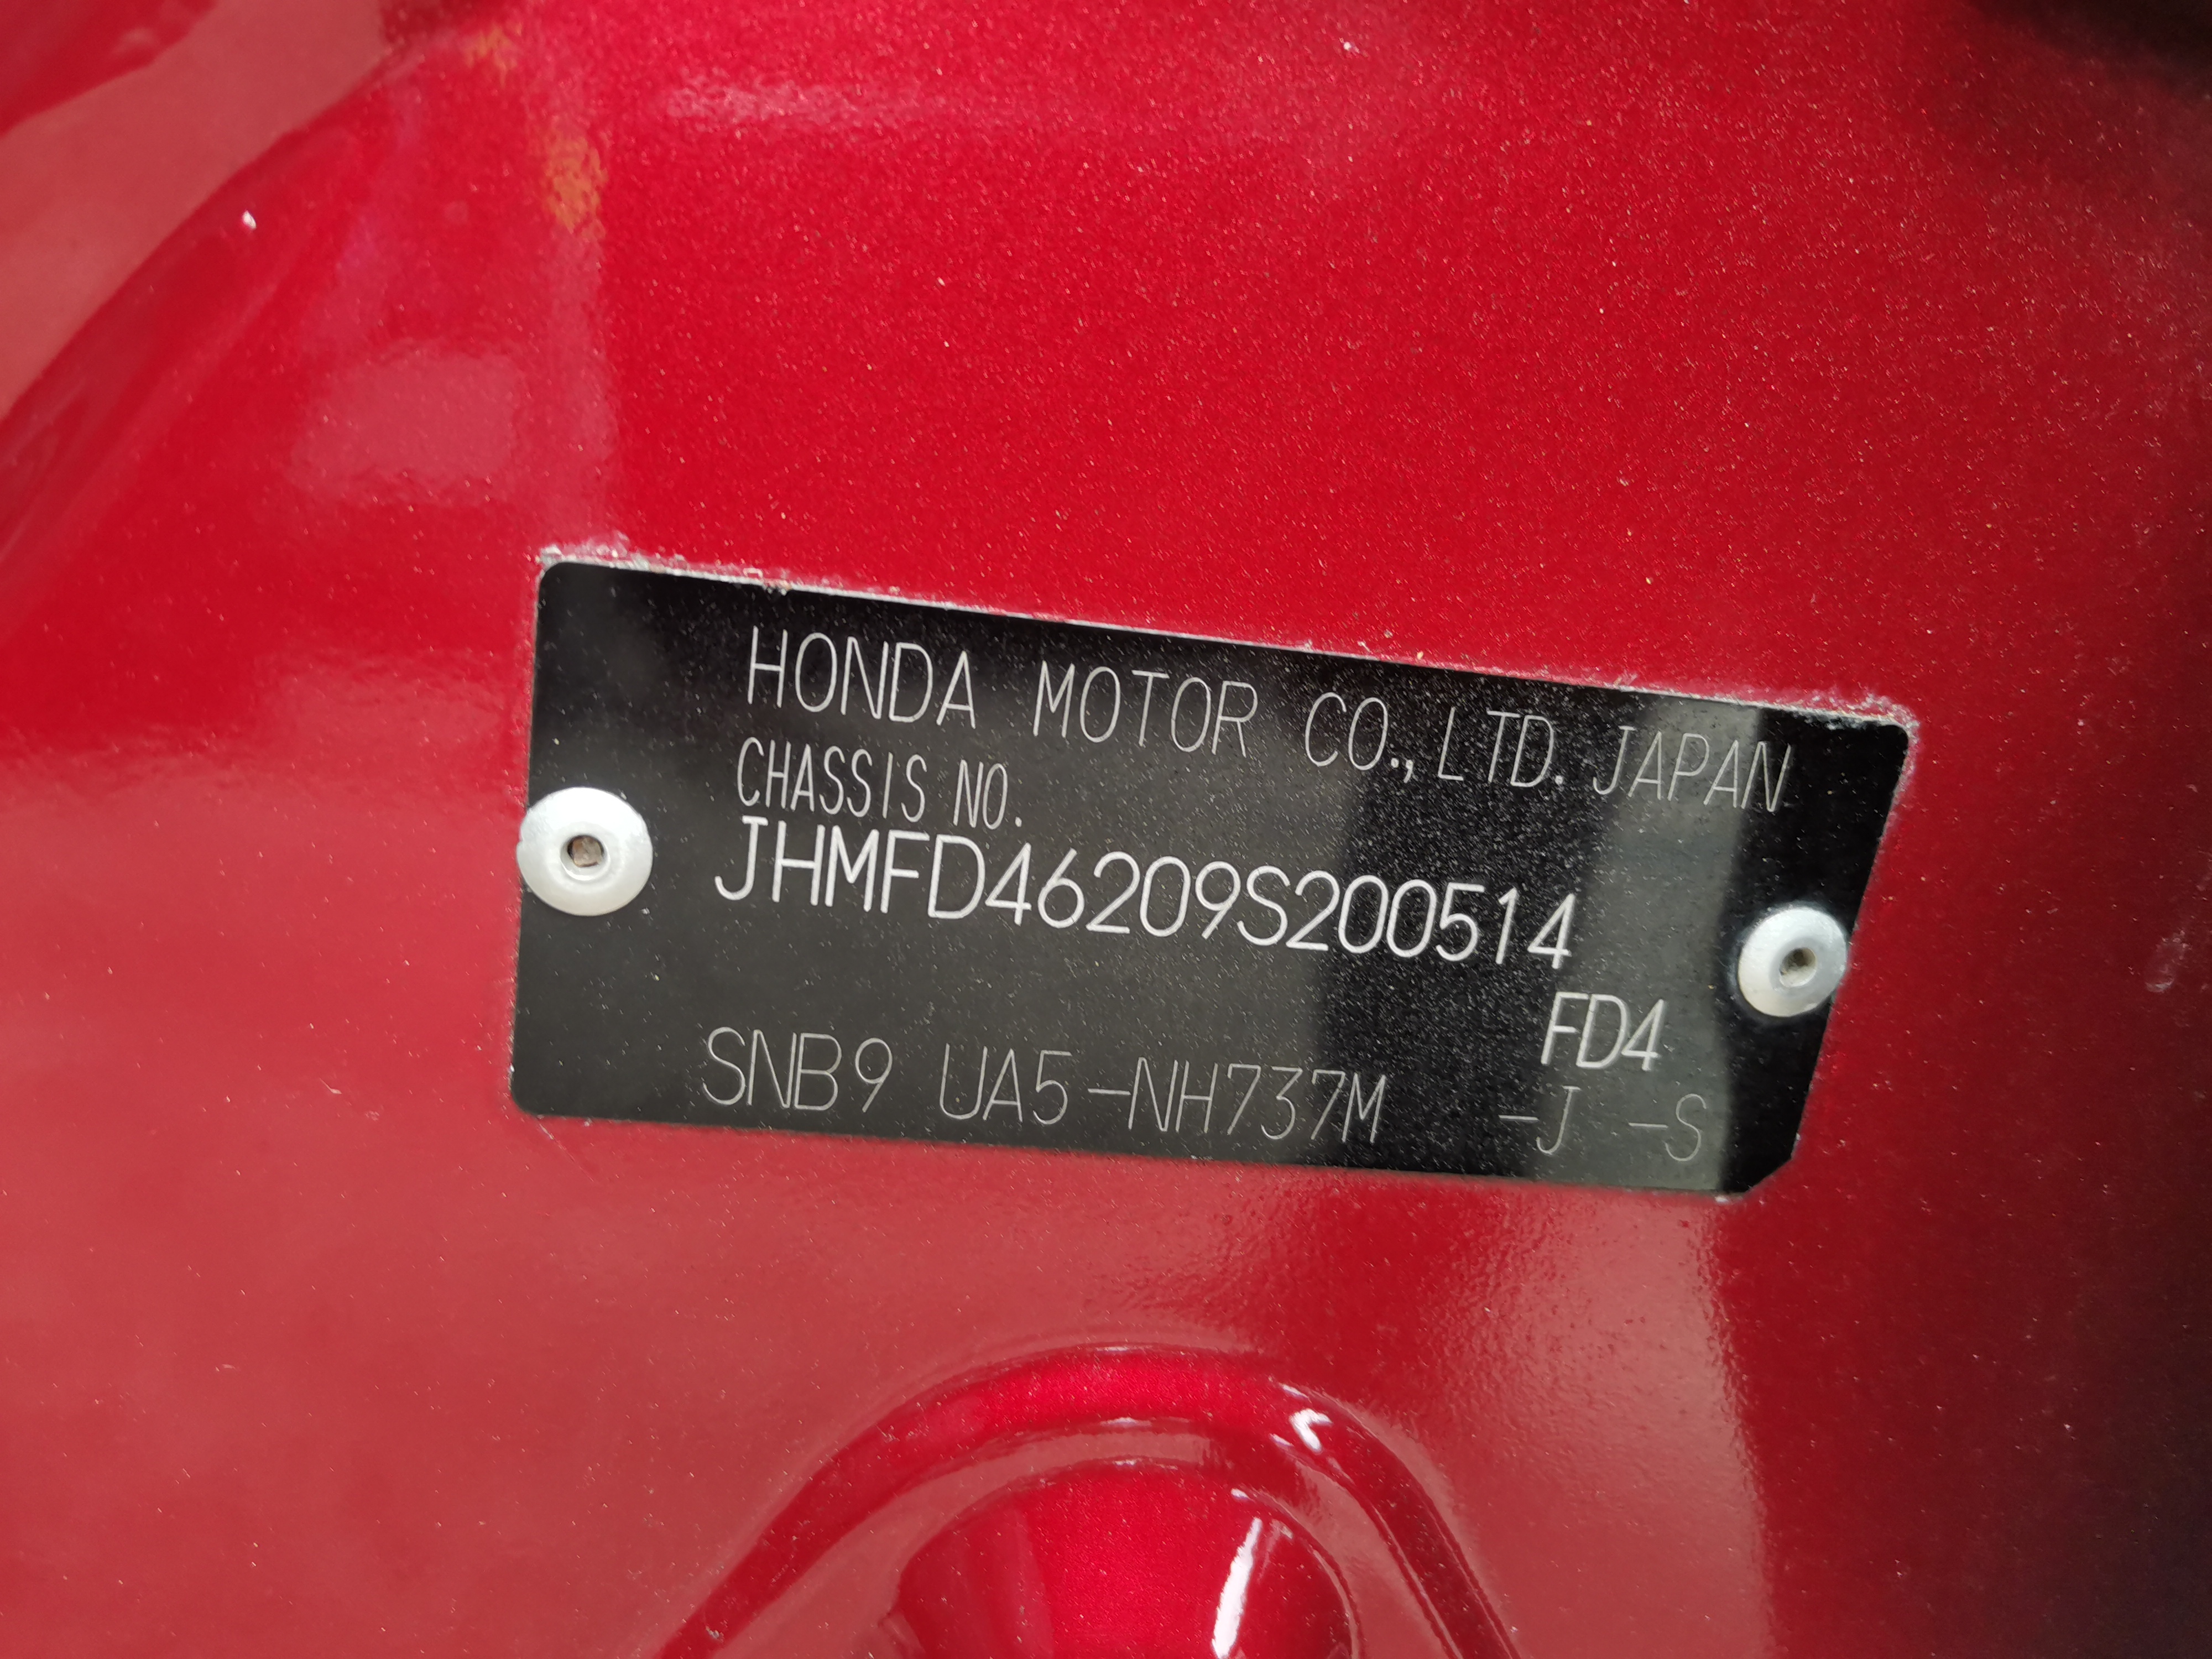 HONDA MOTOR CO., LTD. JAPAN
CHASSIS NO.
JHMFD46209S200514
FD4
SNB9 UA5-NH737M -J -S